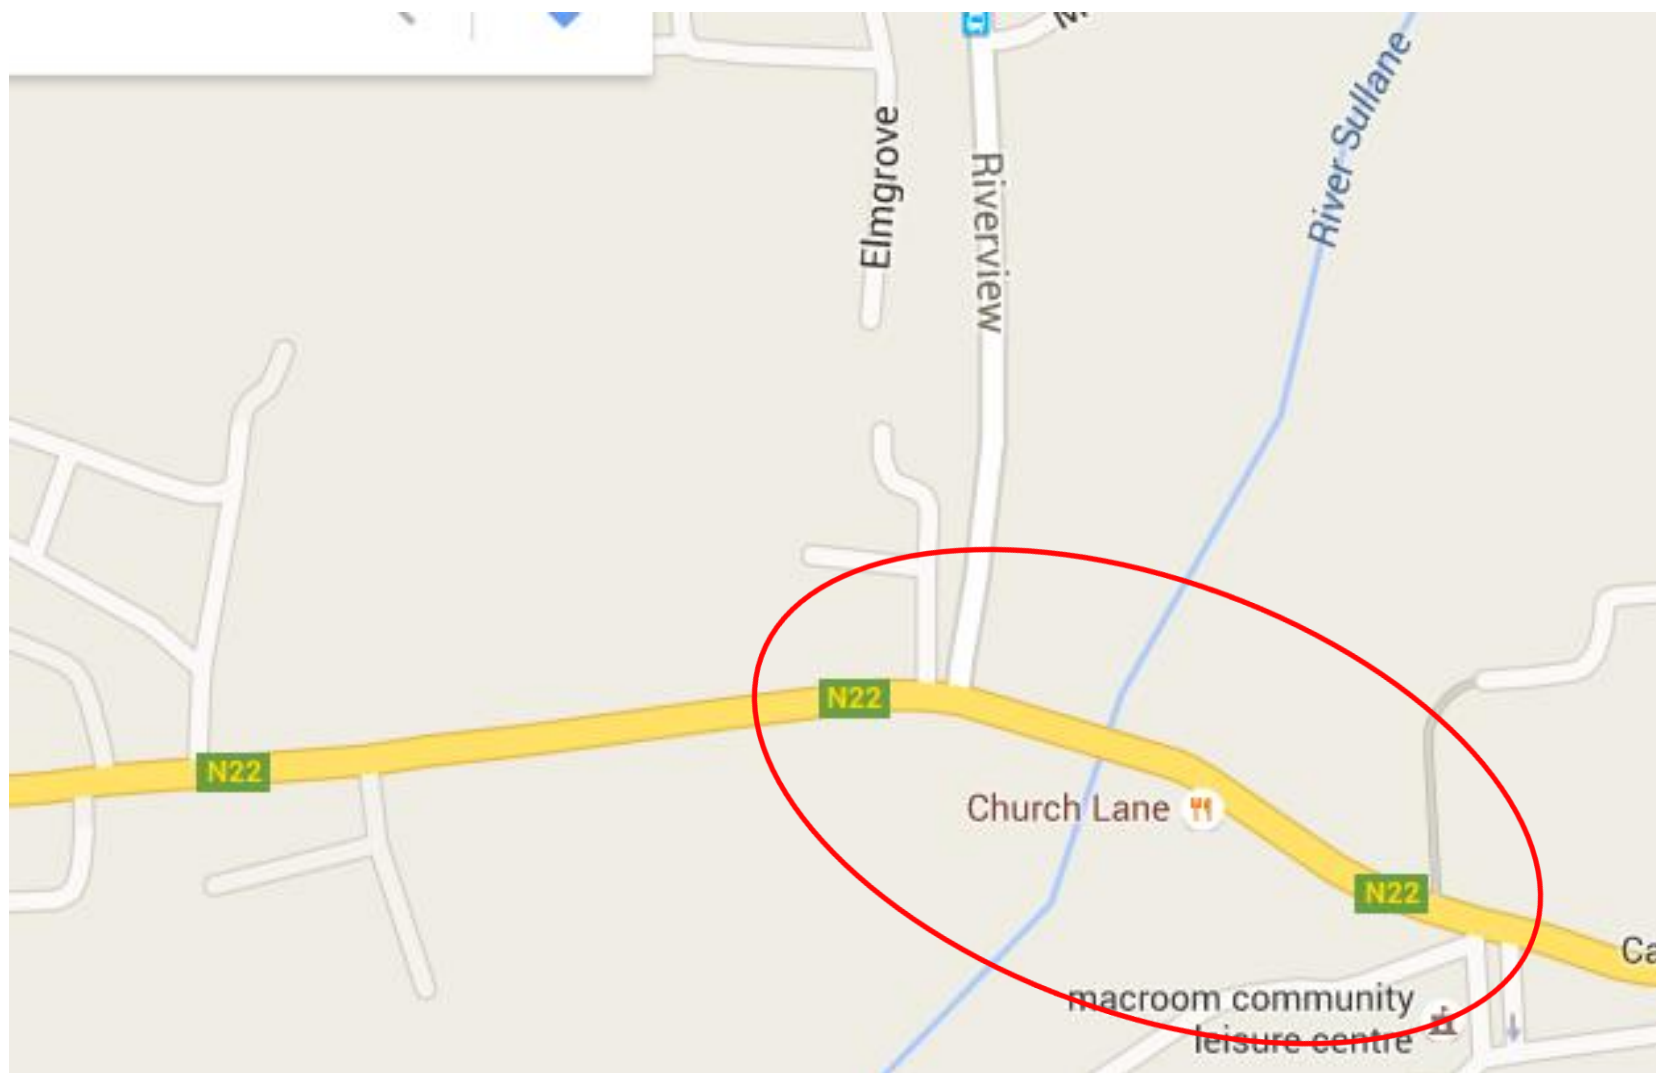 Elmgrove
Riverview
River Sullane
N22
N22
Church Lane
N22
macroom community
leisure centre